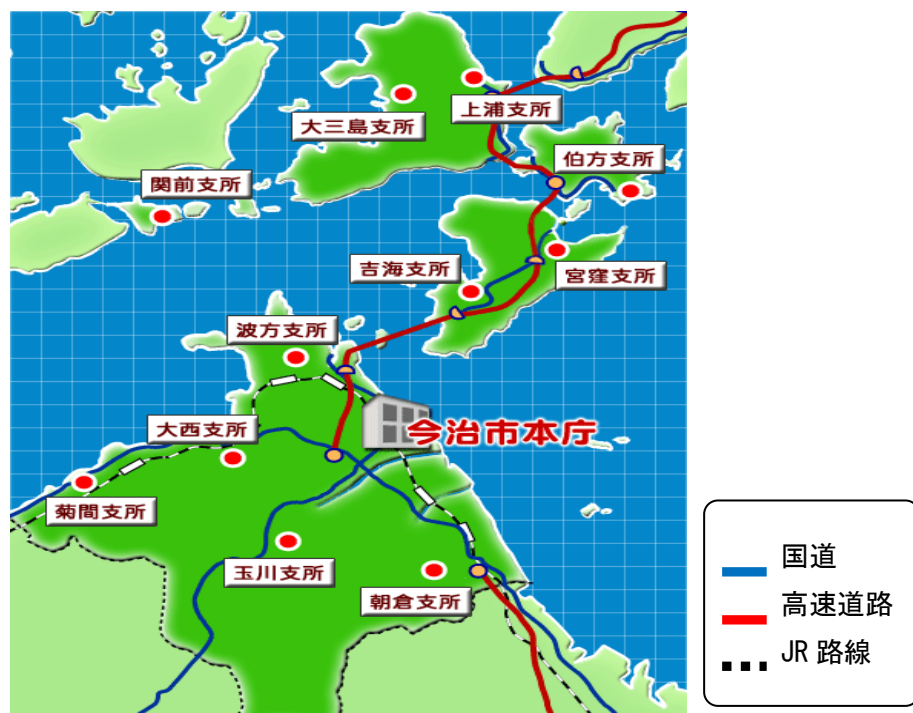 上浦支所
大三島支所
伯方支所
関前支所
吉海支所
宮窪支所
波方支所
大西支所
今治市本庁
菊間支所
玉川支所
朝倉支所
国道
高速道路
JR 路線